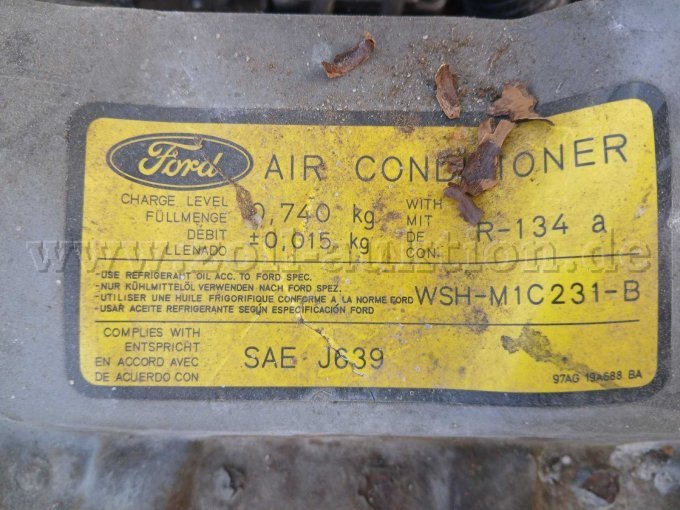 Ford AIR CONDITIONER
CHARGE LEVEL
FÜLLMENGE
DÉBIT
LLENADO
0,740 kg
±0,015 kg
WITH
MIT
DE
CON.
R-134 a
-USE REFRIGERANT OIL ACC. TO FORD SPEC.
-NUR KÜHLMITTELÖL VERWENDEN NACH FORD SPEZ.
-UTILISER UNE HUILE FRIGORIFIQUE CONFORME A LA NORME FORD
-USAR ACEITE REFRIGERANTE SEGÚN ESPECIFICACIÓN FORD
WSH-M1C231-B
COMPLIES WITH
ENTSPRICHT
EN ACCORD AVEC
DE ACUERDO CON
SAE J639
97AG 19A688 BA
www.zoll-auktion.de